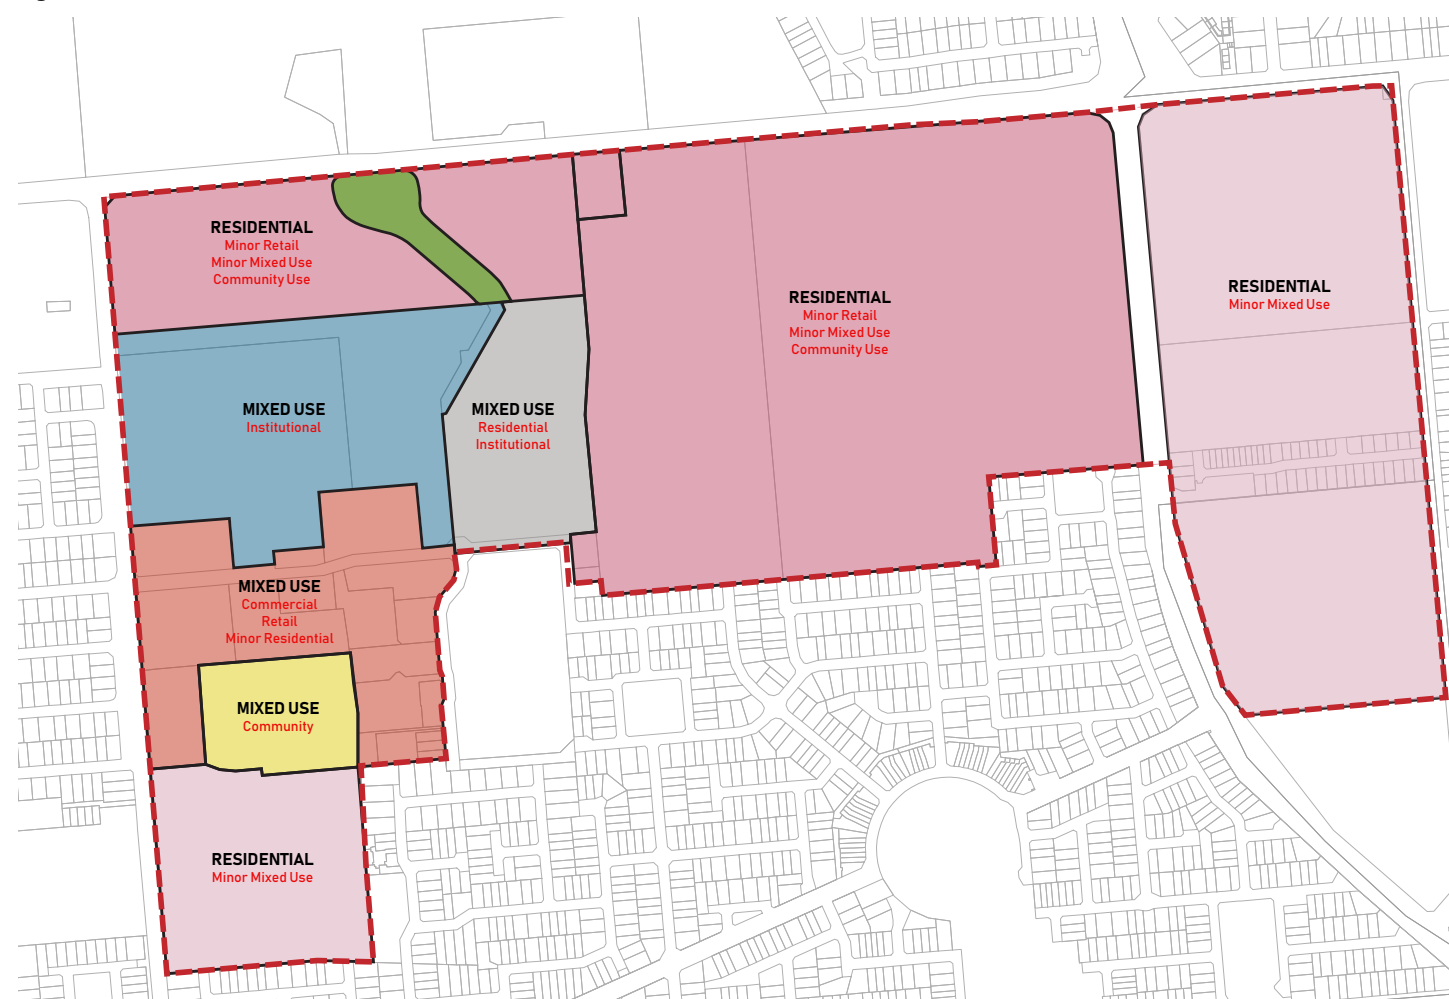 RESIDENTIAL
Minor Retail
Minor Mixed Use
Community Use
RESIDENTIAL
Minor Retail
Minor Mixed Use
Community Use
RESIDENTIAL
Minor Mixed Use
MIXED USE
Institutional
MIXED USE
Residential
Institutional
MIXED USE
Commercial
Retail
Minor Residential
MIXED USE
Community
RESIDENTIAL
Minor Mixed Use